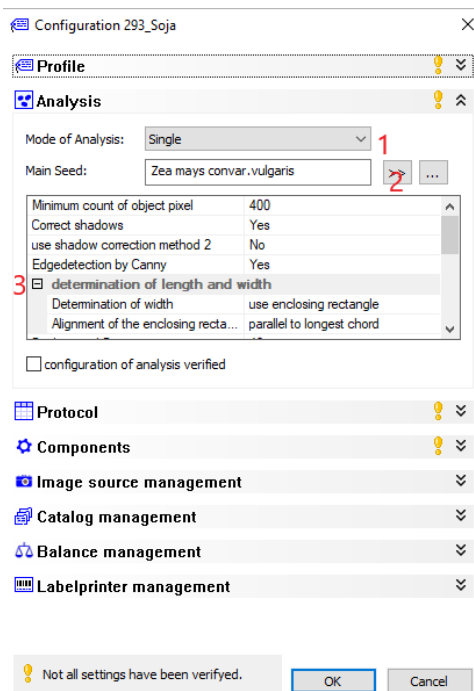 Configuration 293_Soja
Profile
Analysis
Mode of Analysis: Single 1
Main Seed: Zea mays convar.vulgaris >> ... 2
Minimum count of object pixel 400
Correct shadows Yes
use shadow correction method 2 No
Edgedetection by Canny Yes
3 determination of length and width
Determination of width use enclosing rectangle
Alignment of the enclosing recta... parallel to longest chord
configuration of analysis verified
Protocol
Components
Image source management
Catalog management
Balance management
Labelprinter management
Not all settings have been verifyed.
OK Cancel